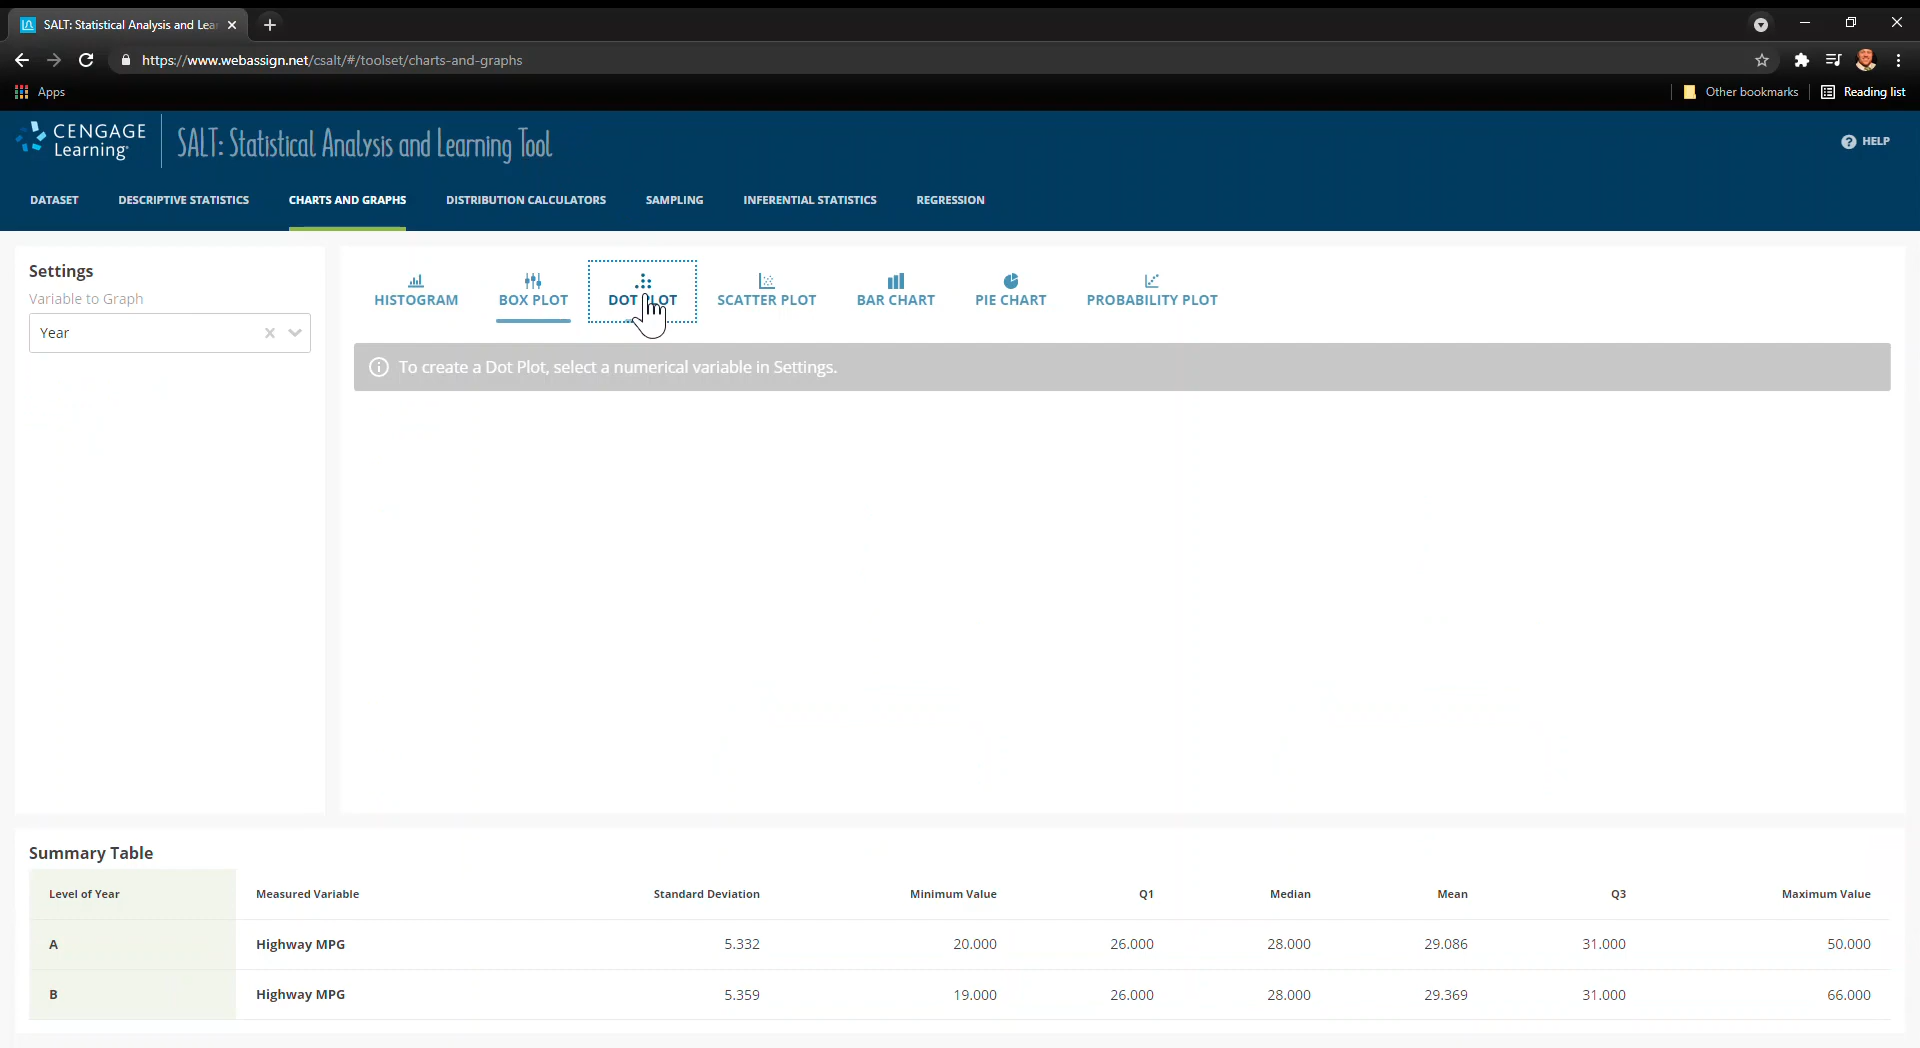 SALT: Statistical Analysis and Lea
https://www.webassign.net/csalt/#/toolset/charts-and-graphs
Apps
Other bookmarks
Reading list
CENGAGE
Learning
SALT: Statistical Analysis and Learning Tool
HELP
DATASET DESCRIPTIVE STATISTICS CHARTS AND GRAPHS DISTRIBUTION CALCULATORS SAMPLING INFERENTIAL STATISTICS REGRESSION
Settings
Variable to Graph
Year
HISTOGRAM BOX PLOT DOT PLOT SCATTER PLOT BAR CHART PIE CHART PROBABILITY PLOT
To create a Dot Plot, select a numerical variable in Settings.
Summary Table
Level of Year Measured Variable Standard Deviation Minimum Value Q1 Median Mean Q3 Maximum Value
A Highway MPG 5.332 20.000 26.000 28.000 29.086 31.000 50.000
B Highway MPG 5.359 19.000 26.000 28.000 29.369 31.000 66.000